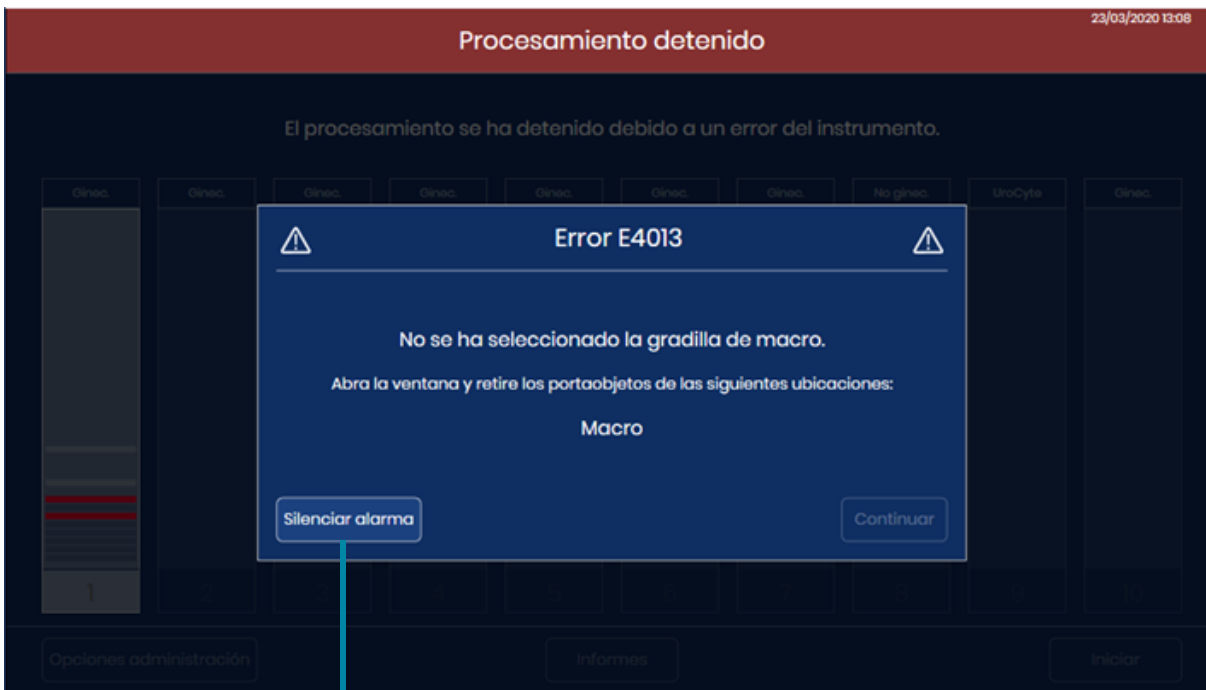 23/03/2020 13:08
Procesamiento detenido
El procesamiento se ha detenido debido a un error del instrumento.
Ginec. Ginec. Ginec. Ginec. Ginec. Ginec. Ginec. No ginec. UroCyte Ginec.
Error E4013
No se ha seleccionado la gradilla de macro.
Abra la ventana y retire los portaobjetos de las siguientes ubicaciones:
Macro
Silenciar alarma Continuar
1 2 3 4 5 6 7 8 9 10
Opciones administración Informes Iniciar